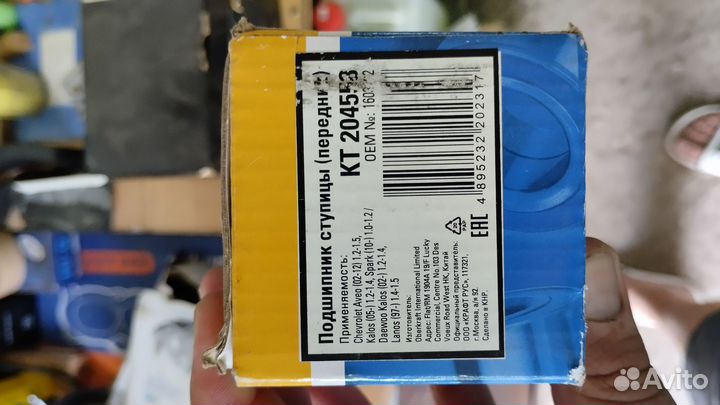 Подшипник ступицы (передний)
KT 204553
OEM №:
Применяемость:
Chevrolet Aveo (02-12) 1.2-1.5,
Kalos (05-) 1.2-1.4, Spark (10-) 1.0-1.2 /
Daewoo Kalos (02-) 1.2-1.4,
Lanos (97-) 1.4-1.5
Изготовитель:
Oberkraft International Limited
Адрес: Flat/RM 1904A 19/F Lucky
Commercial, Centre No.103 Des
Voeux Road West HK, Китай
Официальный представитель:
ООО «КРАФТ РУС», 117321,
г.Москва, а/я 92.
Сделано в КНР
4 895232 202317
20
PAP
EAC
Avito